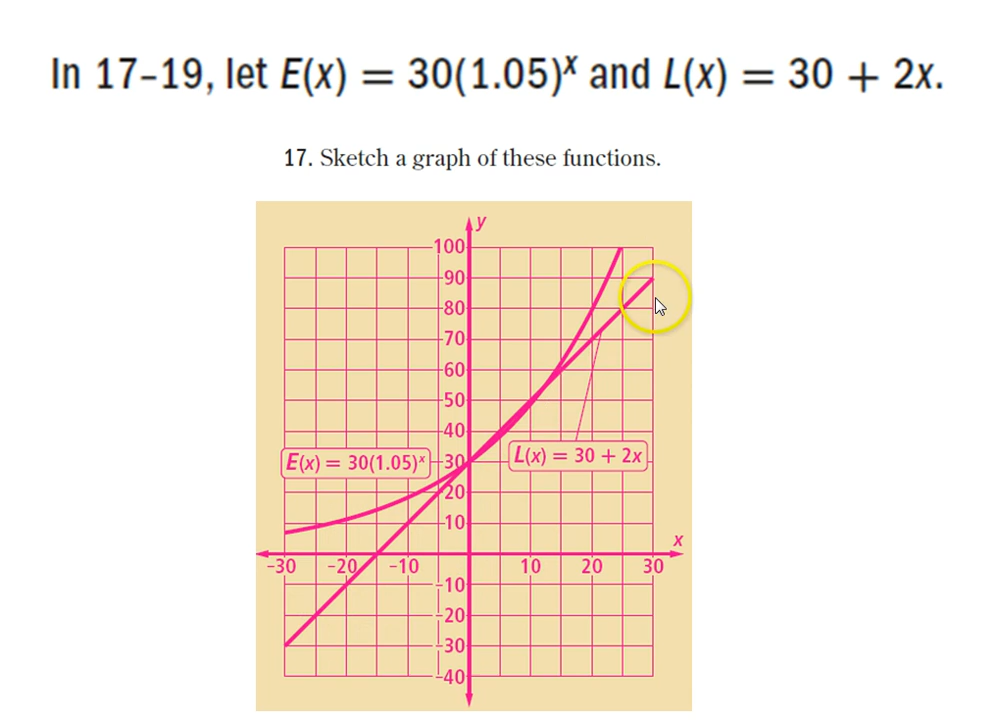 In 17–19, let E(x) = 30(1.05)ˣ and L(x) = 30 + 2x.
17. Sketch a graph of these functions.
y
100
90
80
70
60
50
40
E(x) = 30(1.05)ˣ 30 L(x) = 30 + 2x
20
10
x
-30 -20 -10 10 20 30
-10
-20
-30
-40